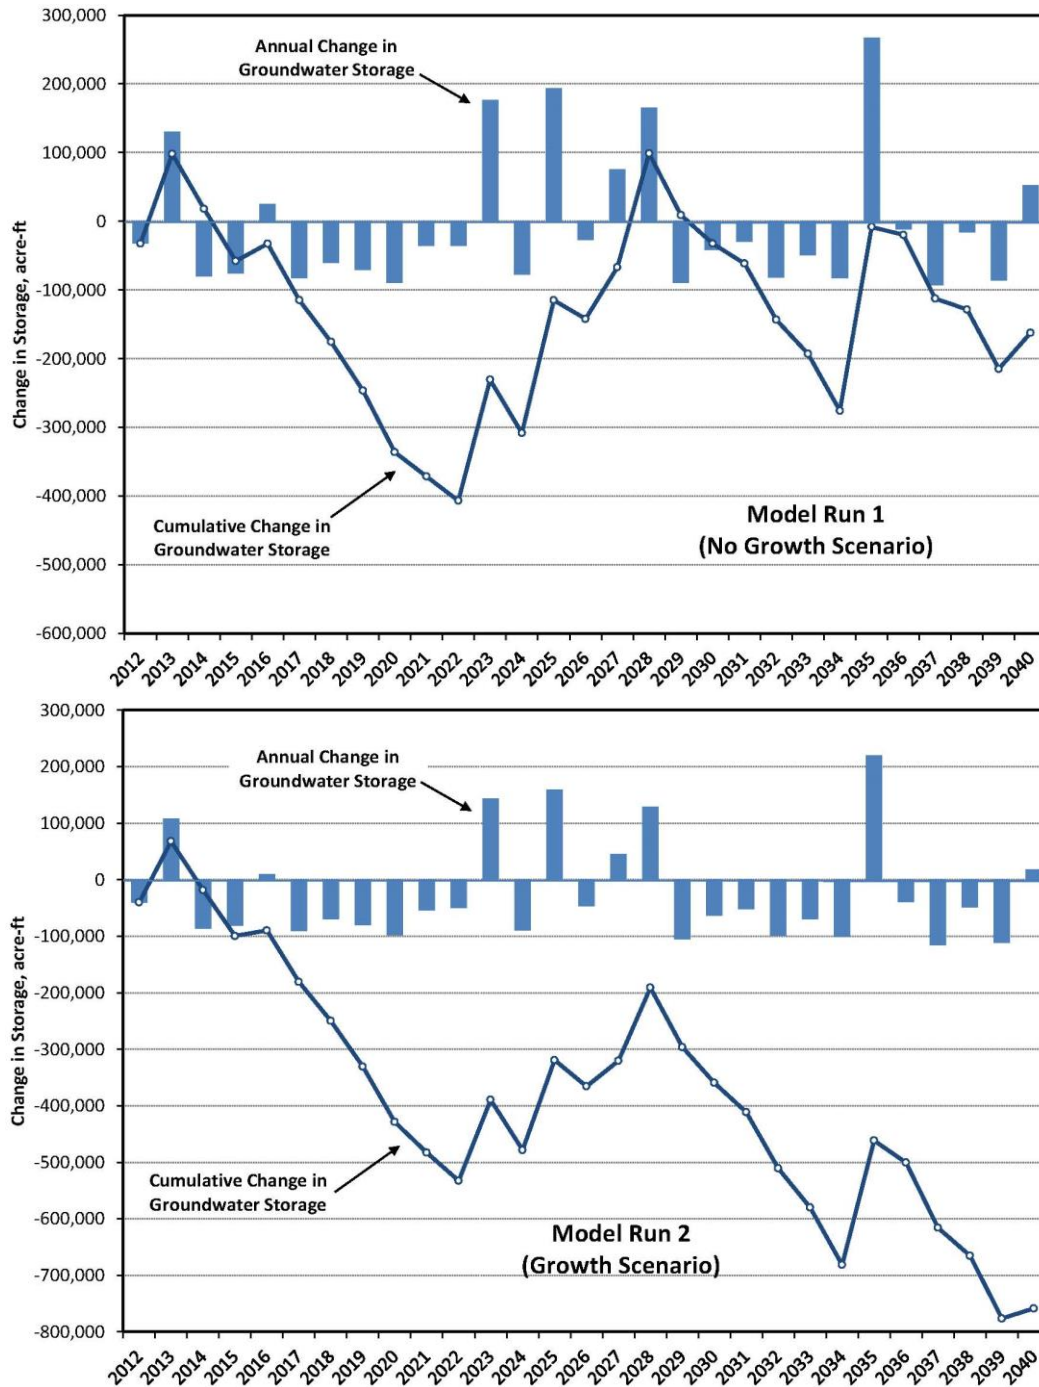 300,000
Annual Change in
Groundwater Storage
200,000
100,000
0
-100,000
-200,000
-300,000
-400,000
-500,000
-600,000
Change in Storage, acre-ft
Cumulative Change in
Groundwater Storage
Model Run 1
(No Growth Scenario)
2012 2013 2014 2015 2016 2017 2018 2019 2020 2021 2022 2023 2024 2025 2026 2027 2028 2029 2030 2031 2032 2033 2034 2035 2036 2037 2038 2039 2040
300,000
Annual Change in
Groundwater Storage
200,000
100,000
0
-100,000
-200,000
-300,000
-400,000
-500,000
-600,000
-700,000
-800,000
Change in Storage, acre-ft
Cumulative Change in
Groundwater Storage
Model Run 2
(Growth Scenario)
2012 2013 2014 2015 2016 2017 2018 2019 2020 2021 2022 2023 2024 2025 2026 2027 2028 2029 2030 2031 2032 2033 2034 2035 2036 2037 2038 2039 2040